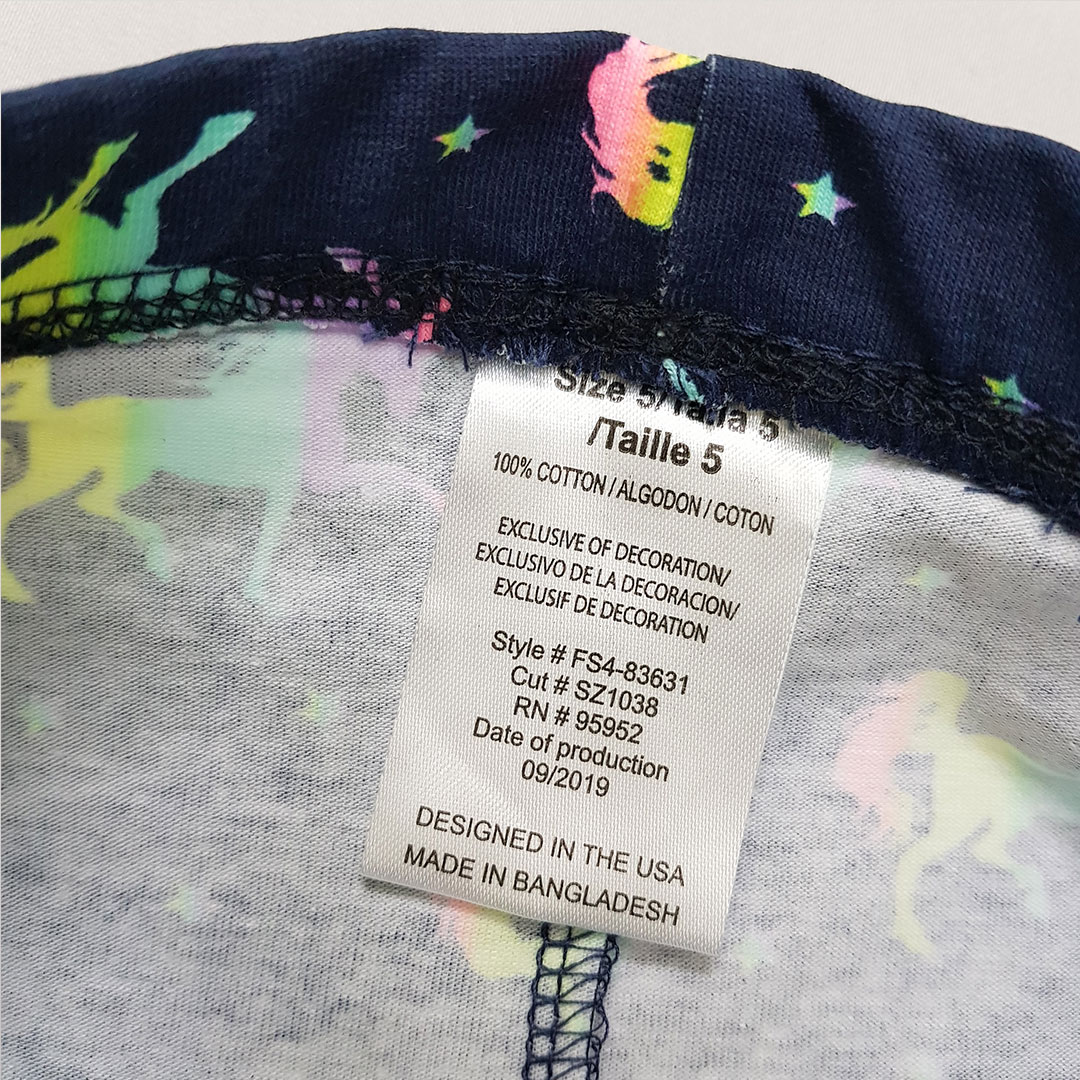 Size 5/Talla 5
/Taille 5
100% COTTON / ALGODON / COTON
EXCLUSIVE OF DECORATION/
EXCLUSIVO DE LA DECORACION/
EXCLUSIF DE DECORATION
Style # FS4-83631
Cut # SZ1038
RN # 95952
Date of production
09/2019
DESIGNED IN THE USA
MADE IN BANGLADESH